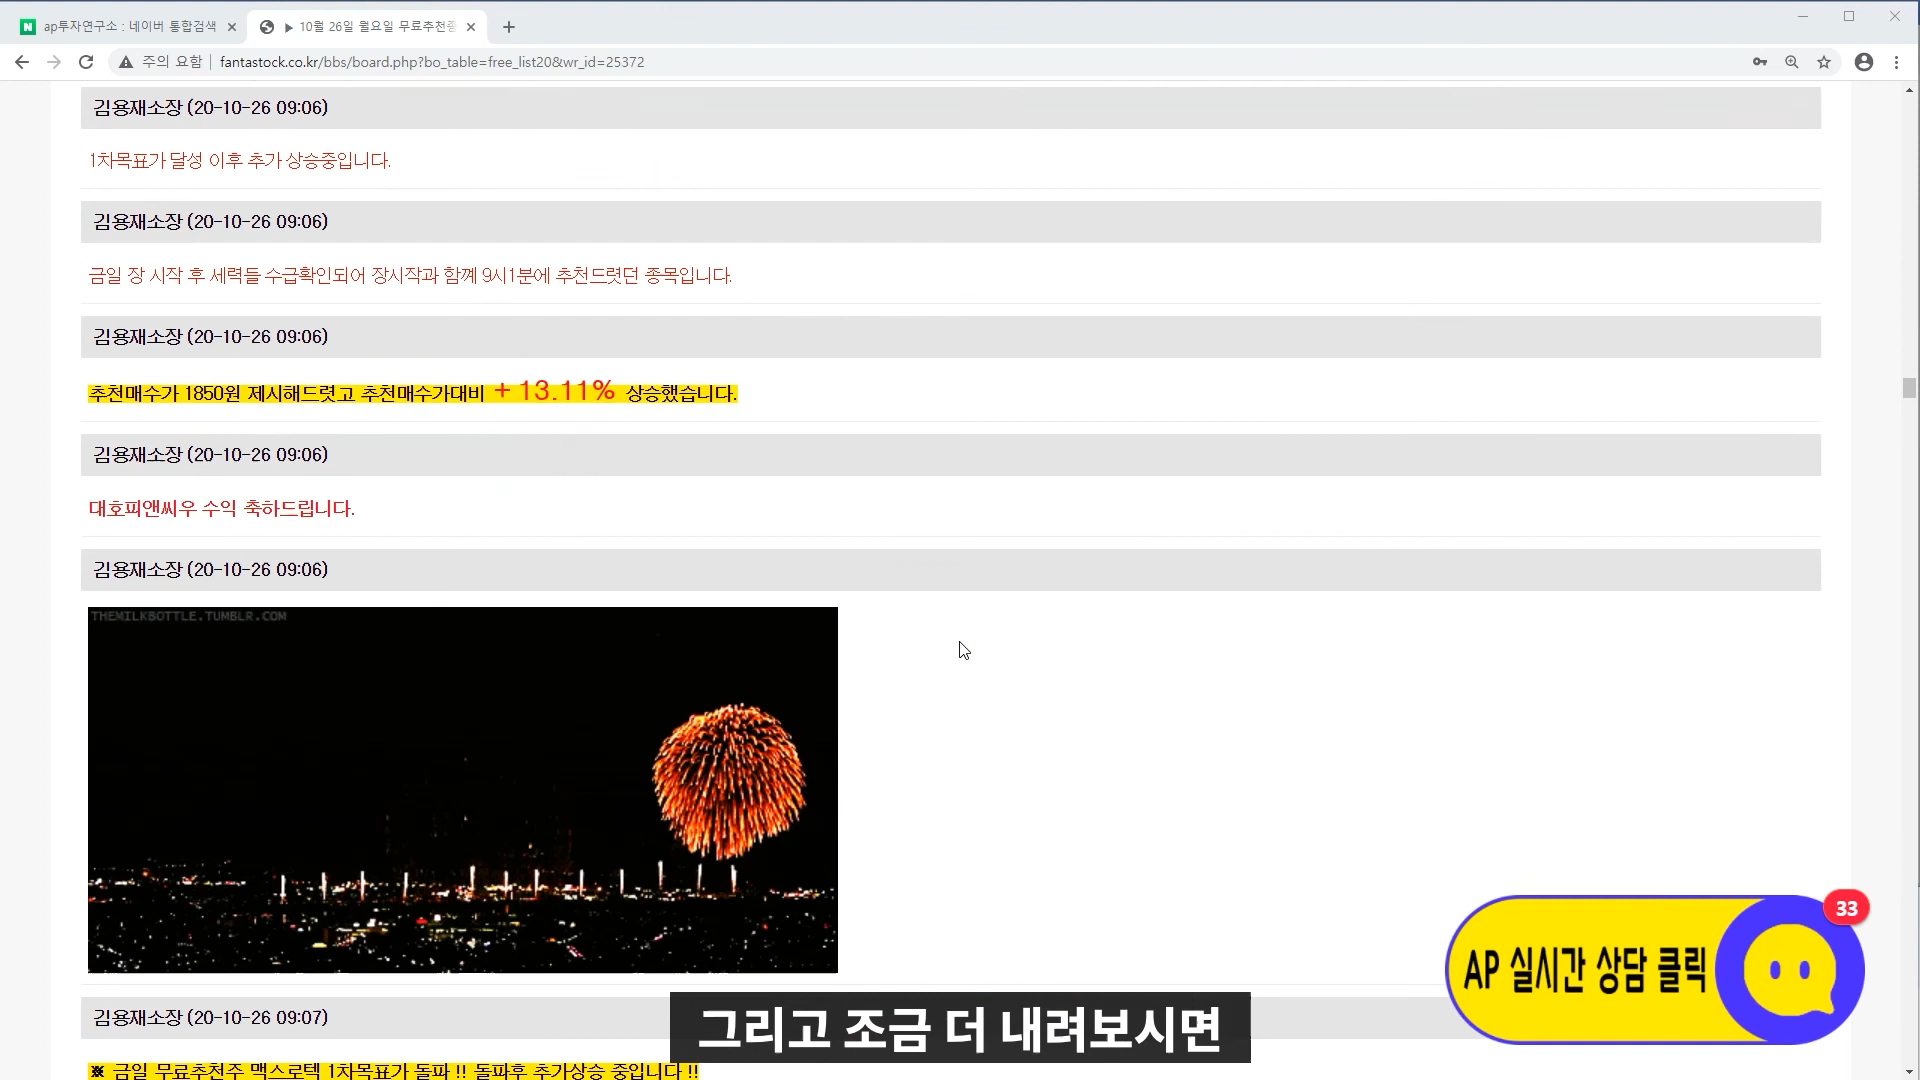 ap투자연구소 : 네이버 통합검색
▶ 10월 26일 월요일 무료추천종
주의 요함 | fantastock.co.kr/bbs/board.php?bo_table=free_list20&wr_id=25372
김용재소장 (20-10-26 09:06)
1차목표가 달성 이후 추가 상승중입니다.
김용재소장 (20-10-26 09:06)
금일 장 시작 후 세력들 수급확인되어 장시작과 함께 9시1분에 추천드렷던 종목입니다.
김용재소장 (20-10-26 09:06)
추천매수가 1850원 제시해드렷고 추천매수가대비 + 13.11% 상승했습니다.
김용재소장 (20-10-26 09:06)
대호피앤씨우 수익 축하드립니다.
김용재소장 (20-10-26 09:06)
THEMILKBOTTLE.TUMBLR.COM
33
AP 실시간 상담 클릭
김용재소장 (20-10-26 09:07)
그리고 조금 더 내려보시면
※ 금일 무료추천주 맥스로텍 1차목표가 돌파 !! 돌파후 추가상승 중입니다 !!